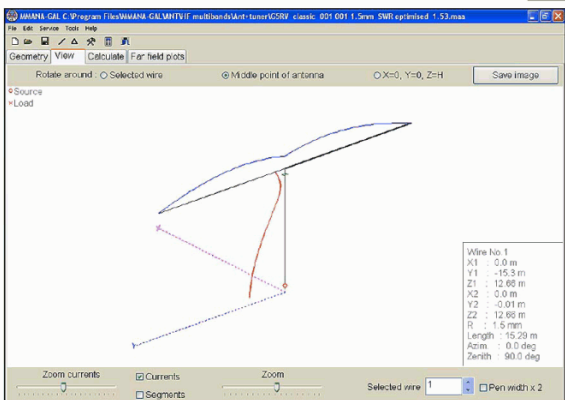 MMANA-GAL C:\Program Files\MMANA-GAL\ANT\HF multibands\Ant+tuner\G5RV classic 001 001 1.5mm SWR optimised 1.53.maa
File Edit Service Tools Help
Geometry View Calculate Far field plots
Rotate around : Selected wire Middle point of antenna X=0, Y=0, Z=H Save image
Source
Load
Wire No.1
X1 : 0.0 m
Y1 : -15.3 m
Z1 : 12.66 m
X2 : 0.0 m
Y2 : -0.01 m
Z2 : 12.66 m
R : 1.5 mm
Length : 15.29 m
Azim : 0.0 deg
Zenith : 90.0 deg
X
Y
Zoom currents Currents Zoom
Segments Selected wire 1 Pen width x 2